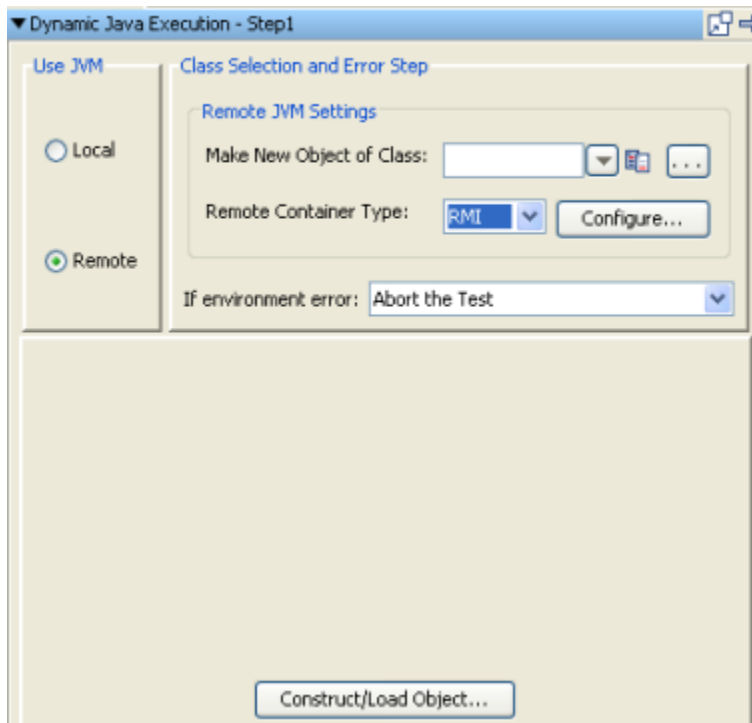 Dynamic Java Execution - Step1
Use JVM
Local
Remote
Class Selection and Error Step
Remote JVM Settings
Make New Object of Class:
...
Remote Container Type: RMI Configure...
If environment error: Abort the Test
Construct/Load Object...